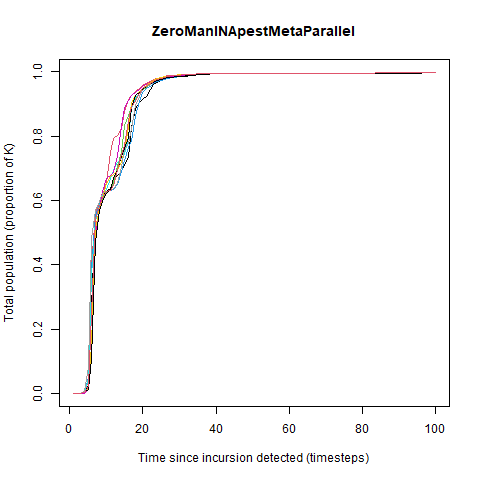 ZeroManINApestMetaParallel
Total population (proportion of K)
1.0
0.8
0.6
0.4
0.2
0.0
0 20 40 60 80 100
Time since incursion detected (timesteps)